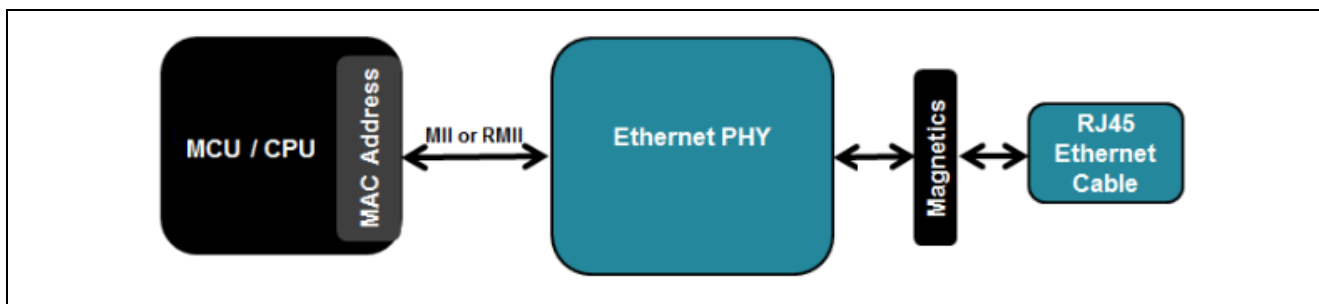 MCU / CPU
MAC Address
MII or RMII
Ethernet PHY
Magnetics
RJ45
Ethernet
Cable